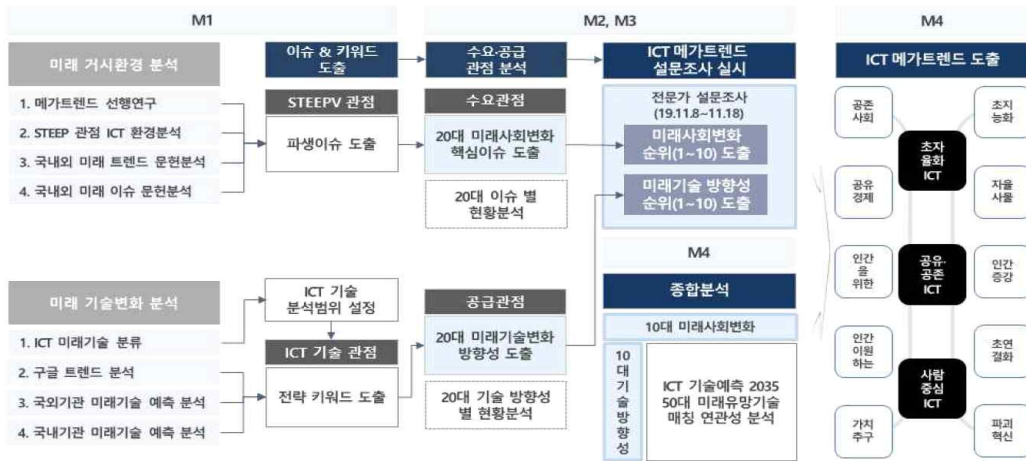 M1
미래 거시환경 분석
1. 메가트렌드 선행연구
2. STEEP 관점 ICT 환경분석
3. 국내외 미래 트렌드 문헌분석
4. 국내외 미래 이슈 문헌분석
이슈 & 키워드
도출
STEEPV 관점
파생이슈 도출
미래 기술변화 분석
1. ICT 미래기술 분류
2. 구글 트렌드 분석
3. 국외기관 미래기술 예측 분석
4. 국내기관 미래기술 예측 분석
ICT 기술
분석범위 설정
ICT 기술 관점
전략 키워드 도출
M2, M3
수요·공급
관점 분석
수요관점
20대 미래사회변화
핵심이슈 도출
20대 이슈 별
현황분석
공급관점
20대 미래기술변화
방향성 도출
20대 기술 방향성
별 현황분석
ICT 메가트렌드
설문조사 실시
전문가 설문조사
(19.11.8~11.18)
미래사회변화
순위(1~10) 도출
미래기술 방향성
순위(1~10) 도출
M4
종합분석
10대 미래사회변화
10
대
기
술
방
향
성
ICT 기술예측 2035
50대 미래유망기술
매칭 연관성 분석
M4
ICT 메가트렌드 도출
공존
사회
공유
경제
인간
을
위한
인간
이원
하는
가치
추구
초자
율화
ICT
공유·
공존
ICT
사람
중심
ICT
초지
능화
자율
사물
인간
증강
초연
결화
파괴
혁신